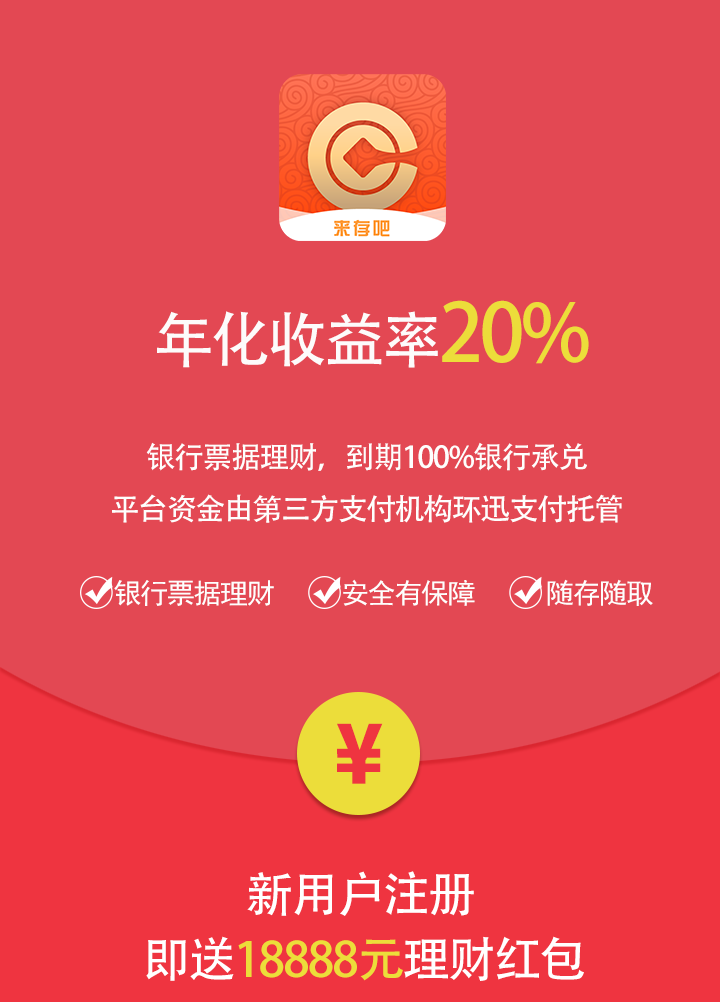 来存吧
年化收益率20%
银行票据理财，到期100%银行承兑
平台资金由第三方支付机构环迅支付托管
银行票据理财 安全有保障 随存随取
¥
新用户注册
即送18888元理财红包